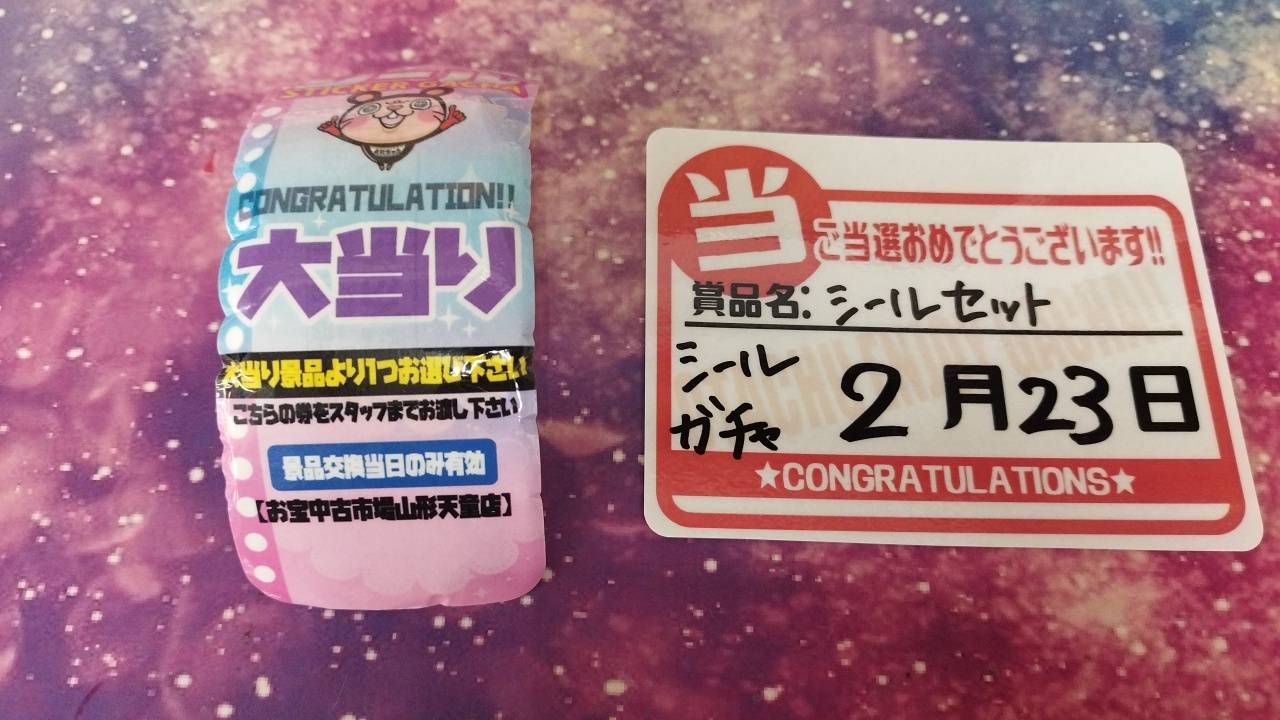 STICKER GACHA
CONGRATULATION!!
大当り
大当り景品より1つお選び下さい
こちらの券をスタッフまでお渡し下さい
景品交換当日のみ有効
【お宝中古市場山形天童店】
当
ご当選おめでとうございます!!
賞品名:シールセット
シール
ガチャ
2月23日
★CONGRATULATIONS★